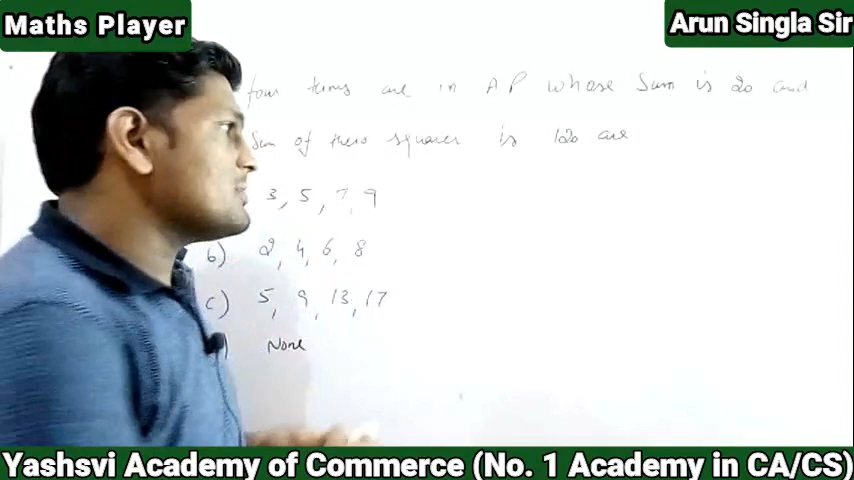 Maths Player
Arun Singla Sir
four terms are in AP whose Sum is 20 and
Sum of their squares is 120 are
3, 5, 7, 9
b) 2, 4, 6, 8
c) 5, 9, 13, 17
) None
Yashsvi Academy of Commerce (No. 1 Academy in CA/CS)